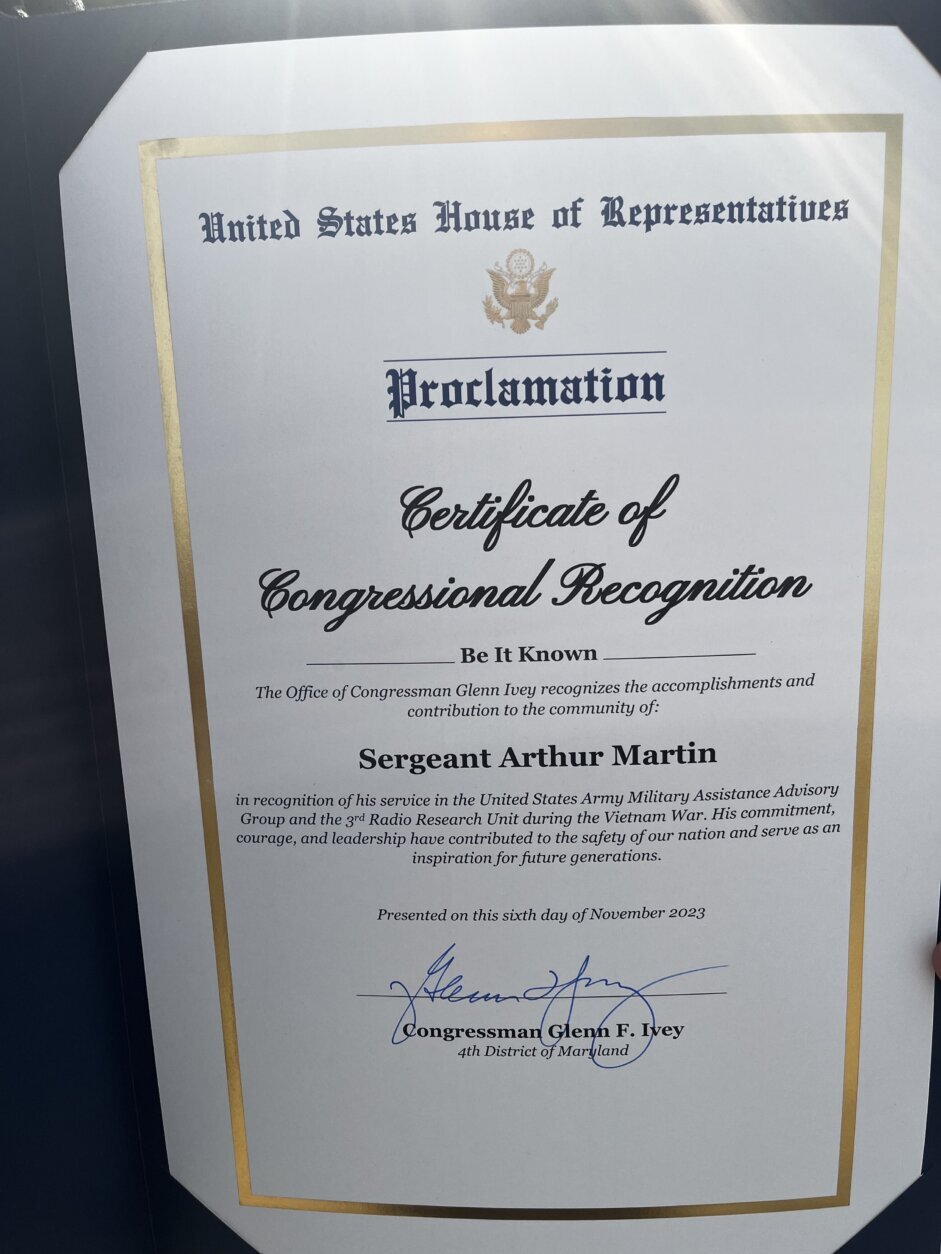 United States House of Representatives
Proclamation
Certificate of
Congressional Recognition
Be It Known
The Office of Congressman Glenn Ivey recognizes the accomplishments and
contribution to the community of:
Sergeant Arthur Martin
in recognition of his service in the United States Army Military Assistance Advisory
Group and the 3rd Radio Research Unit during the Vietnam War. His commitment,
courage, and leadership have contributed to the safety of our nation and serve as an
inspiration for future generations.
Presented on this sixth day of November 2023
Glenn Ivey
Congressman Glenn F. Ivey
4th District of Maryland